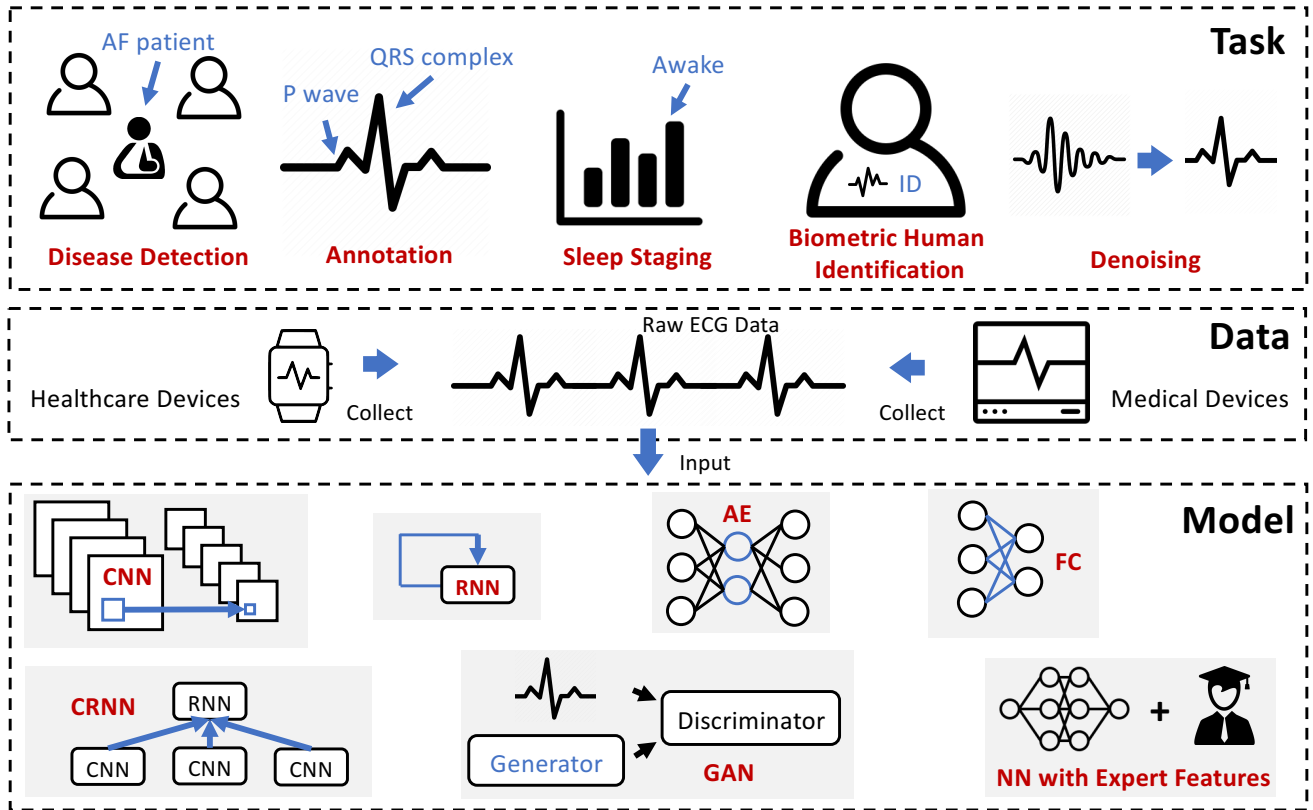 Task
AF patient
QRS complex
P wave
Awake
ID
Disease Detection
Annotation
Sleep Staging
Biometric Human
Identification
Denoising
Data
Raw ECG Data
Healthcare Devices
Collect
Collect
Medical Devices
Input
Model
CNN
RNN
AE
FC
CRNN
RNN
CNN
CNN
CNN
Discriminator
Generator
GAN
+
NN with Expert Features